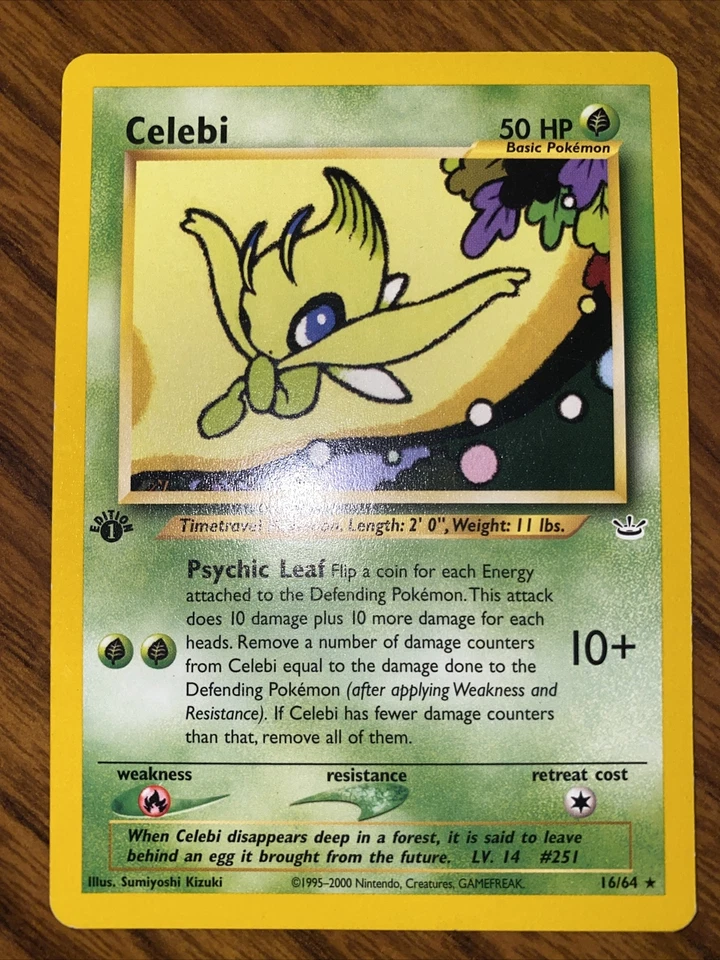 Celebi
50 HP
Basic Pokémon
EDITION
1
Timetravel Pokémon. Length: 2' 0", Weight: 11 lbs.
Psychic Leaf Flip a coin for each Energy
attached to the Defending Pokémon. This attack
does 10 damage plus 10 more damage for each
heads. Remove a number of damage counters
from Celebi equal to the damage done to the
Defending Pokémon (after applying Weakness and
Resistance). If Celebi has fewer damage counters
than that, remove all of them.
10+
weakness resistance retreat cost
When Celebi disappears deep in a forest, it is said to leave
behind an egg it brought from the future. LV. 14 #251
Illus. Sumiyoshi Kizuki ©1995–2000 Nintendo, Creatures, GAMEFREAK. 16/64 ★